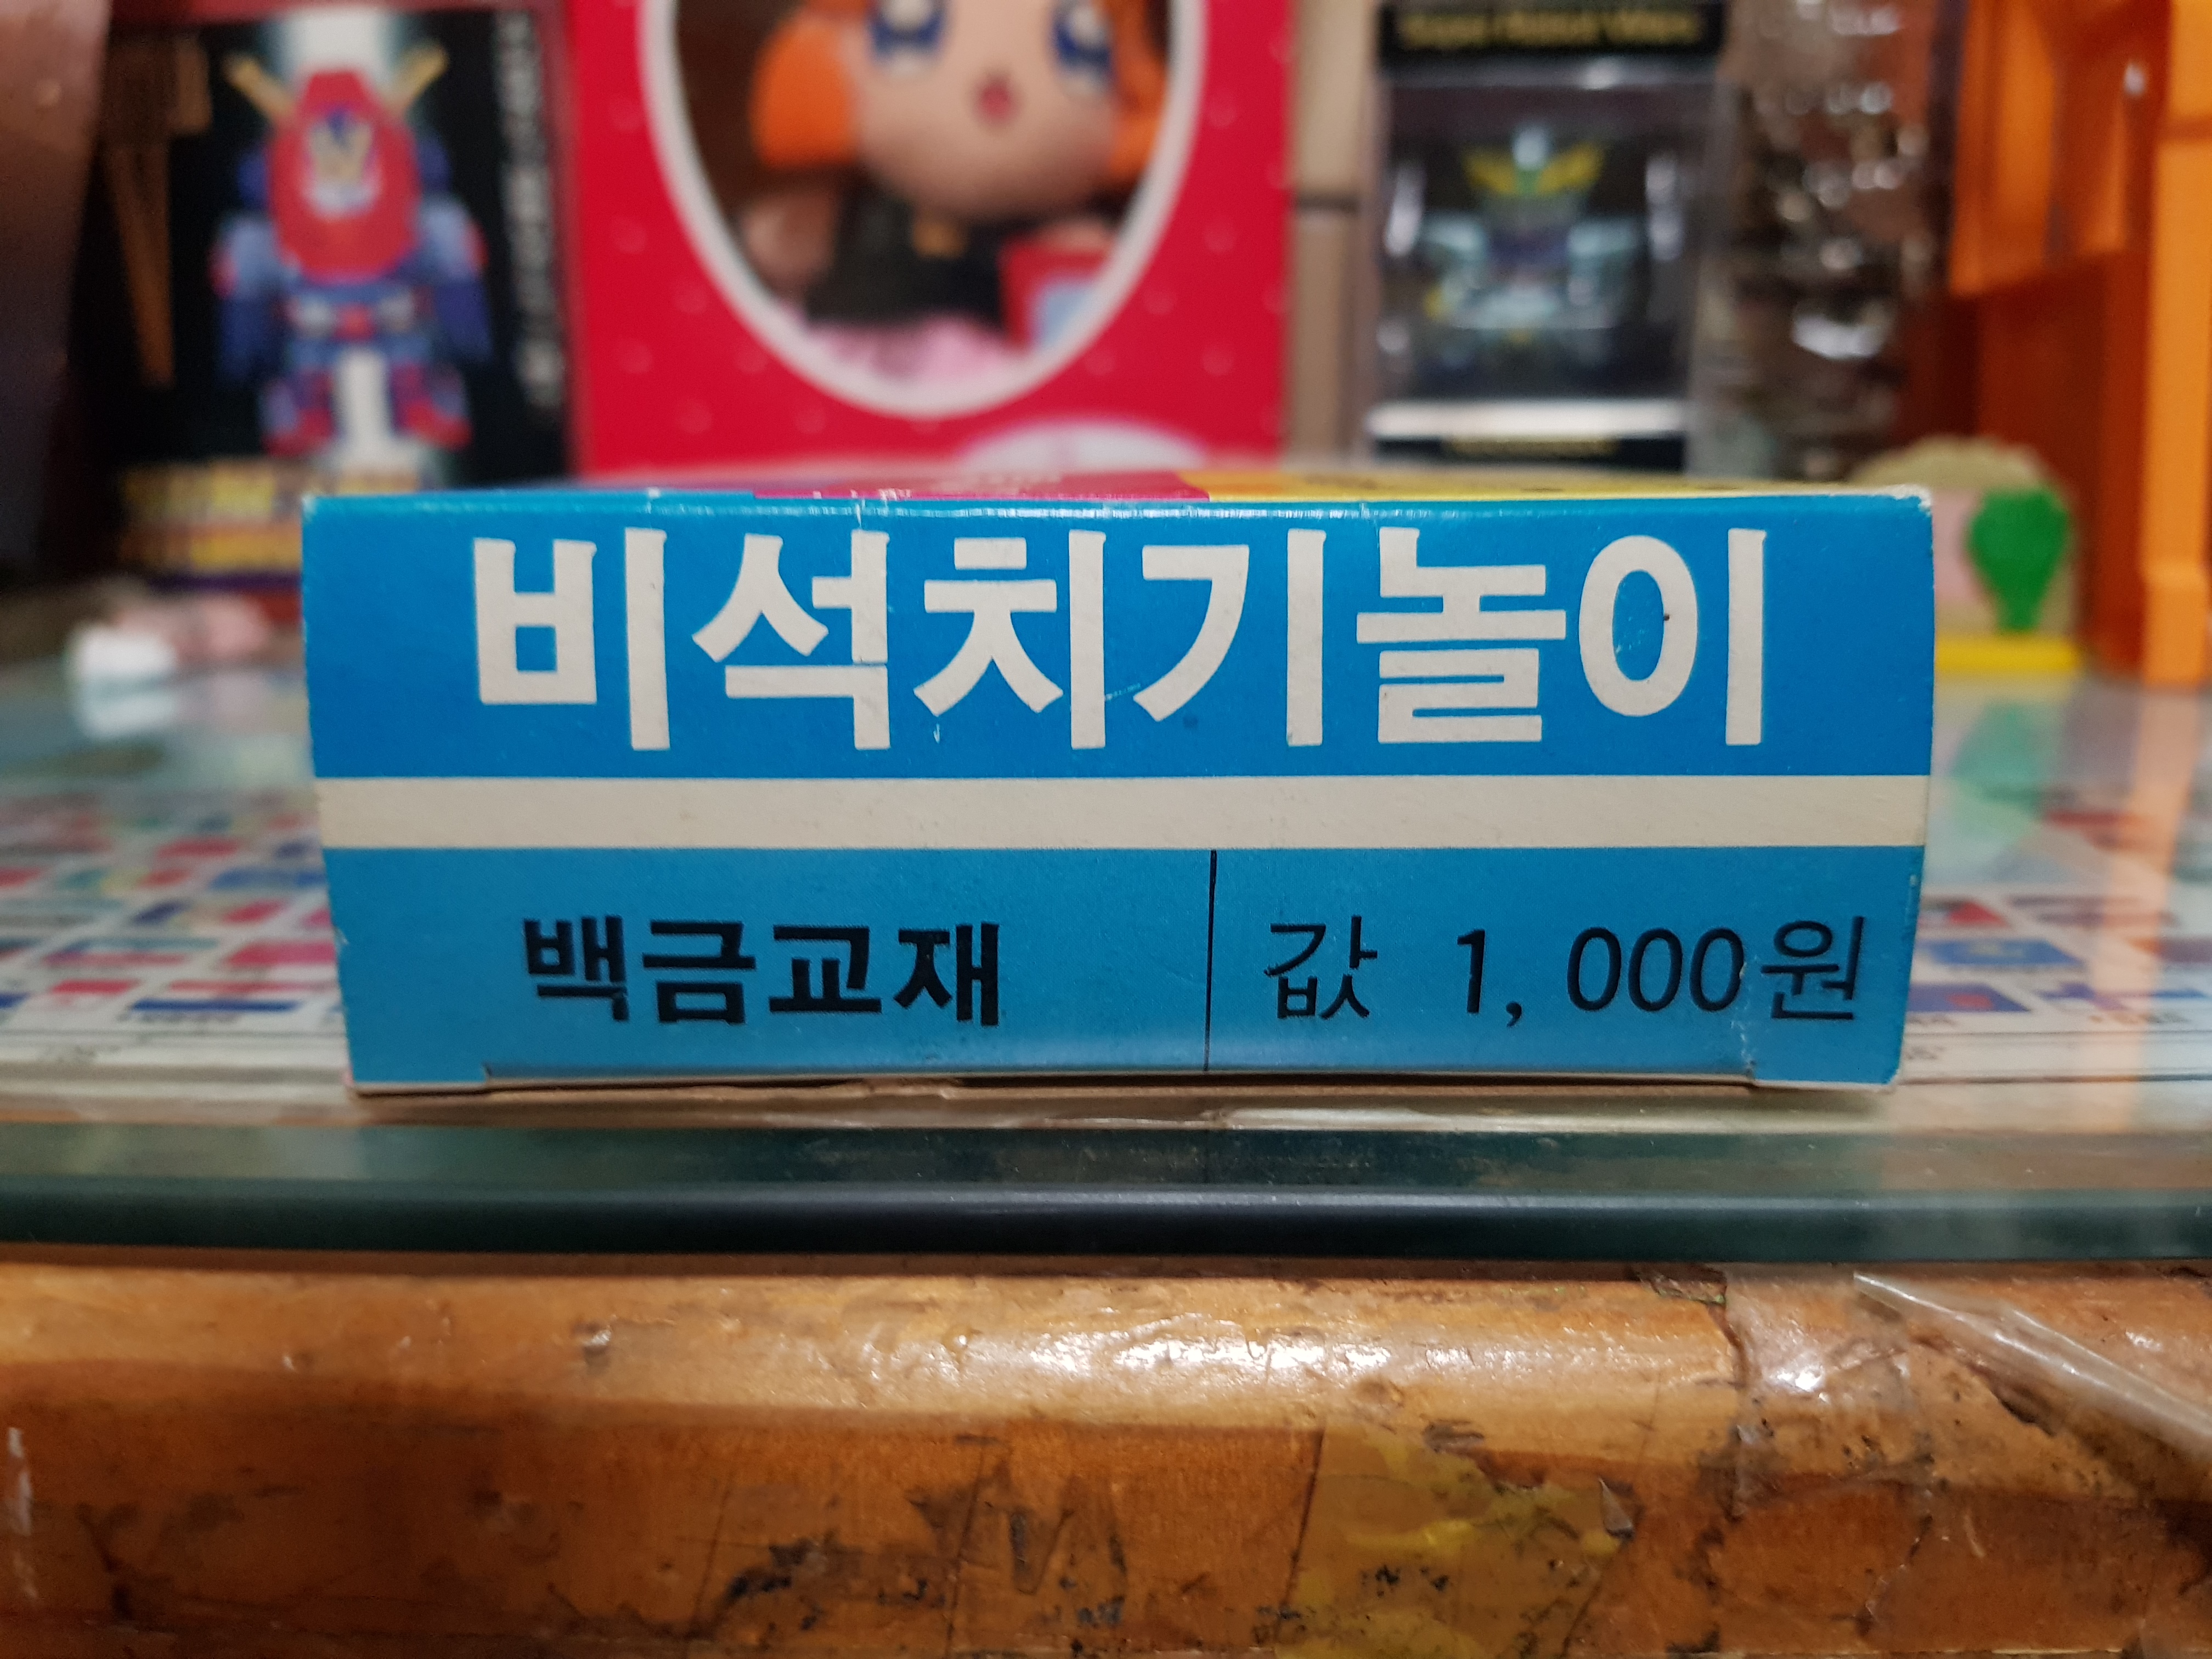 비석치기놀이
백금교재
값 1,000원